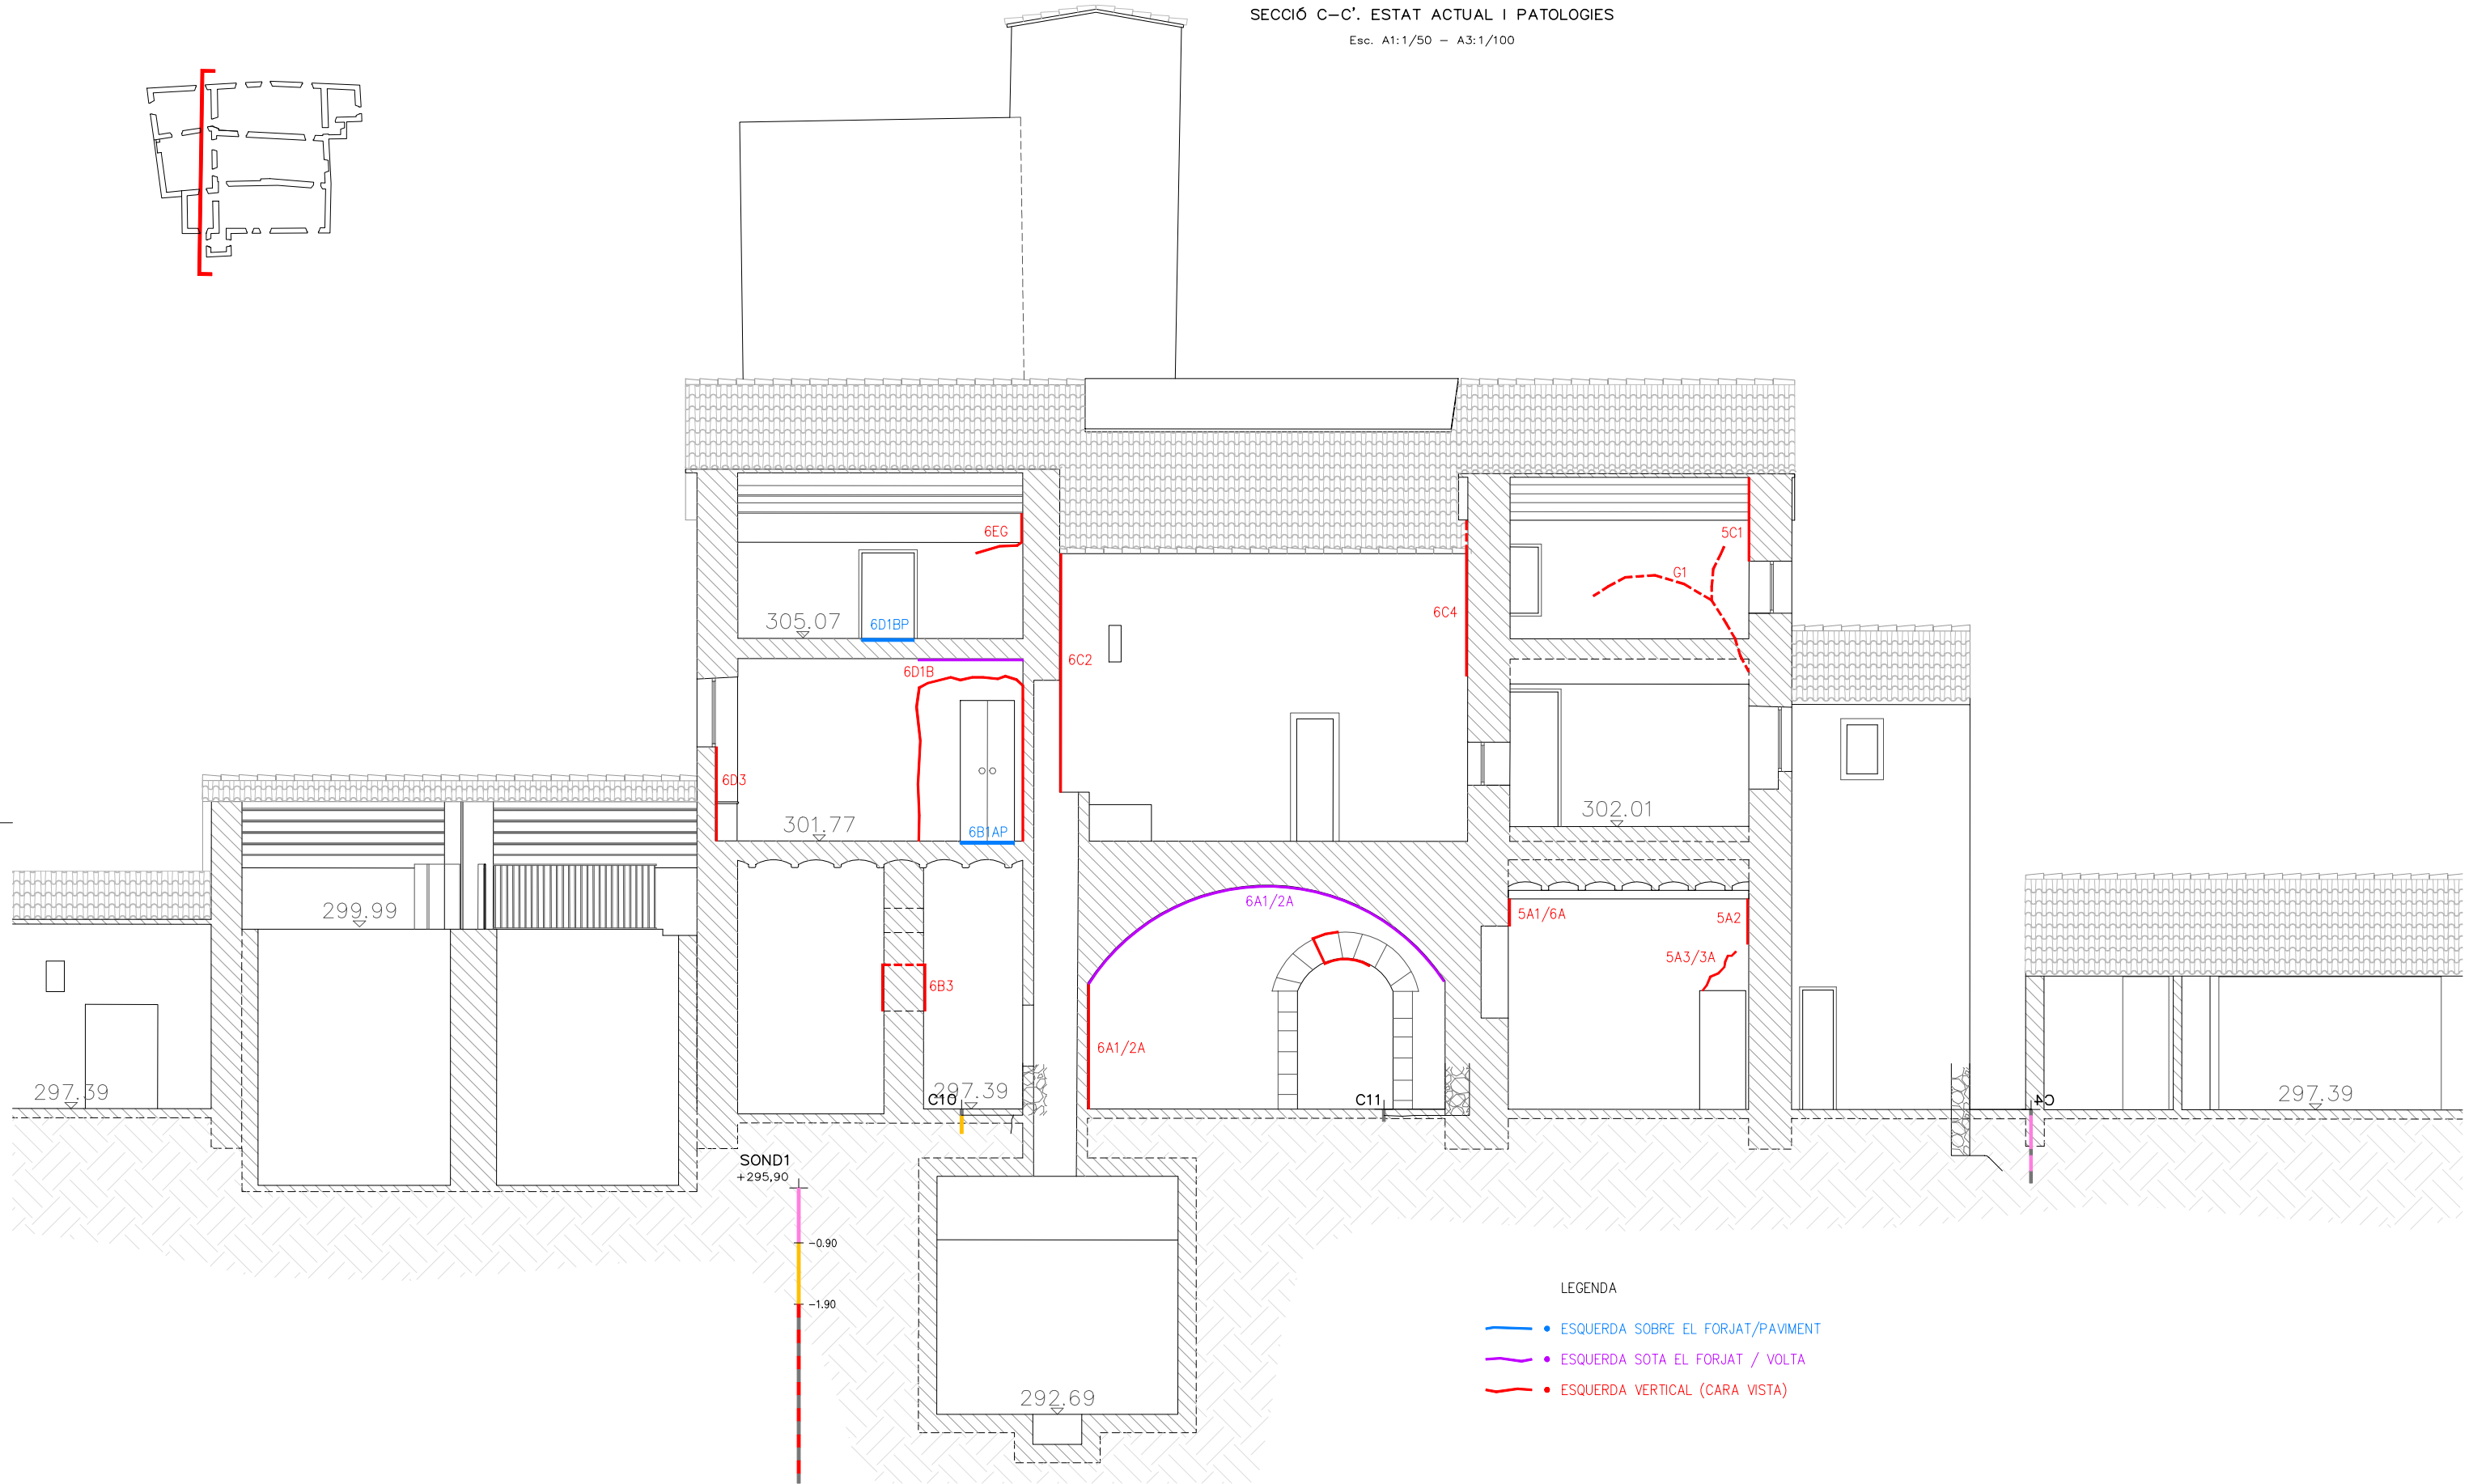 SECCIÓ C-C'. ESTAT ACTUAL I PATOLOGIES
Esc. A1:1/50 - A3:1/100
6EG
5C1
G1
305.07
6D1BP
6C4
6C2
6D1B
6D3
301.77
6B1AP
302.01
299.99
6A1/2A
5A1/6A
5A2
5A3/3A
6B3
6A1/2A
297.39
297.39
C10
C11
C4
297.39
SOND1
+295,90
-0.90
-1.90
292.69
LEGENDA
• ESQUERDA SOBRE EL FORJAT/PAVIMENT
• ESQUERDA SOTA EL FORJAT / VOLTA
• ESQUERDA VERTICAL (CARA VISTA)